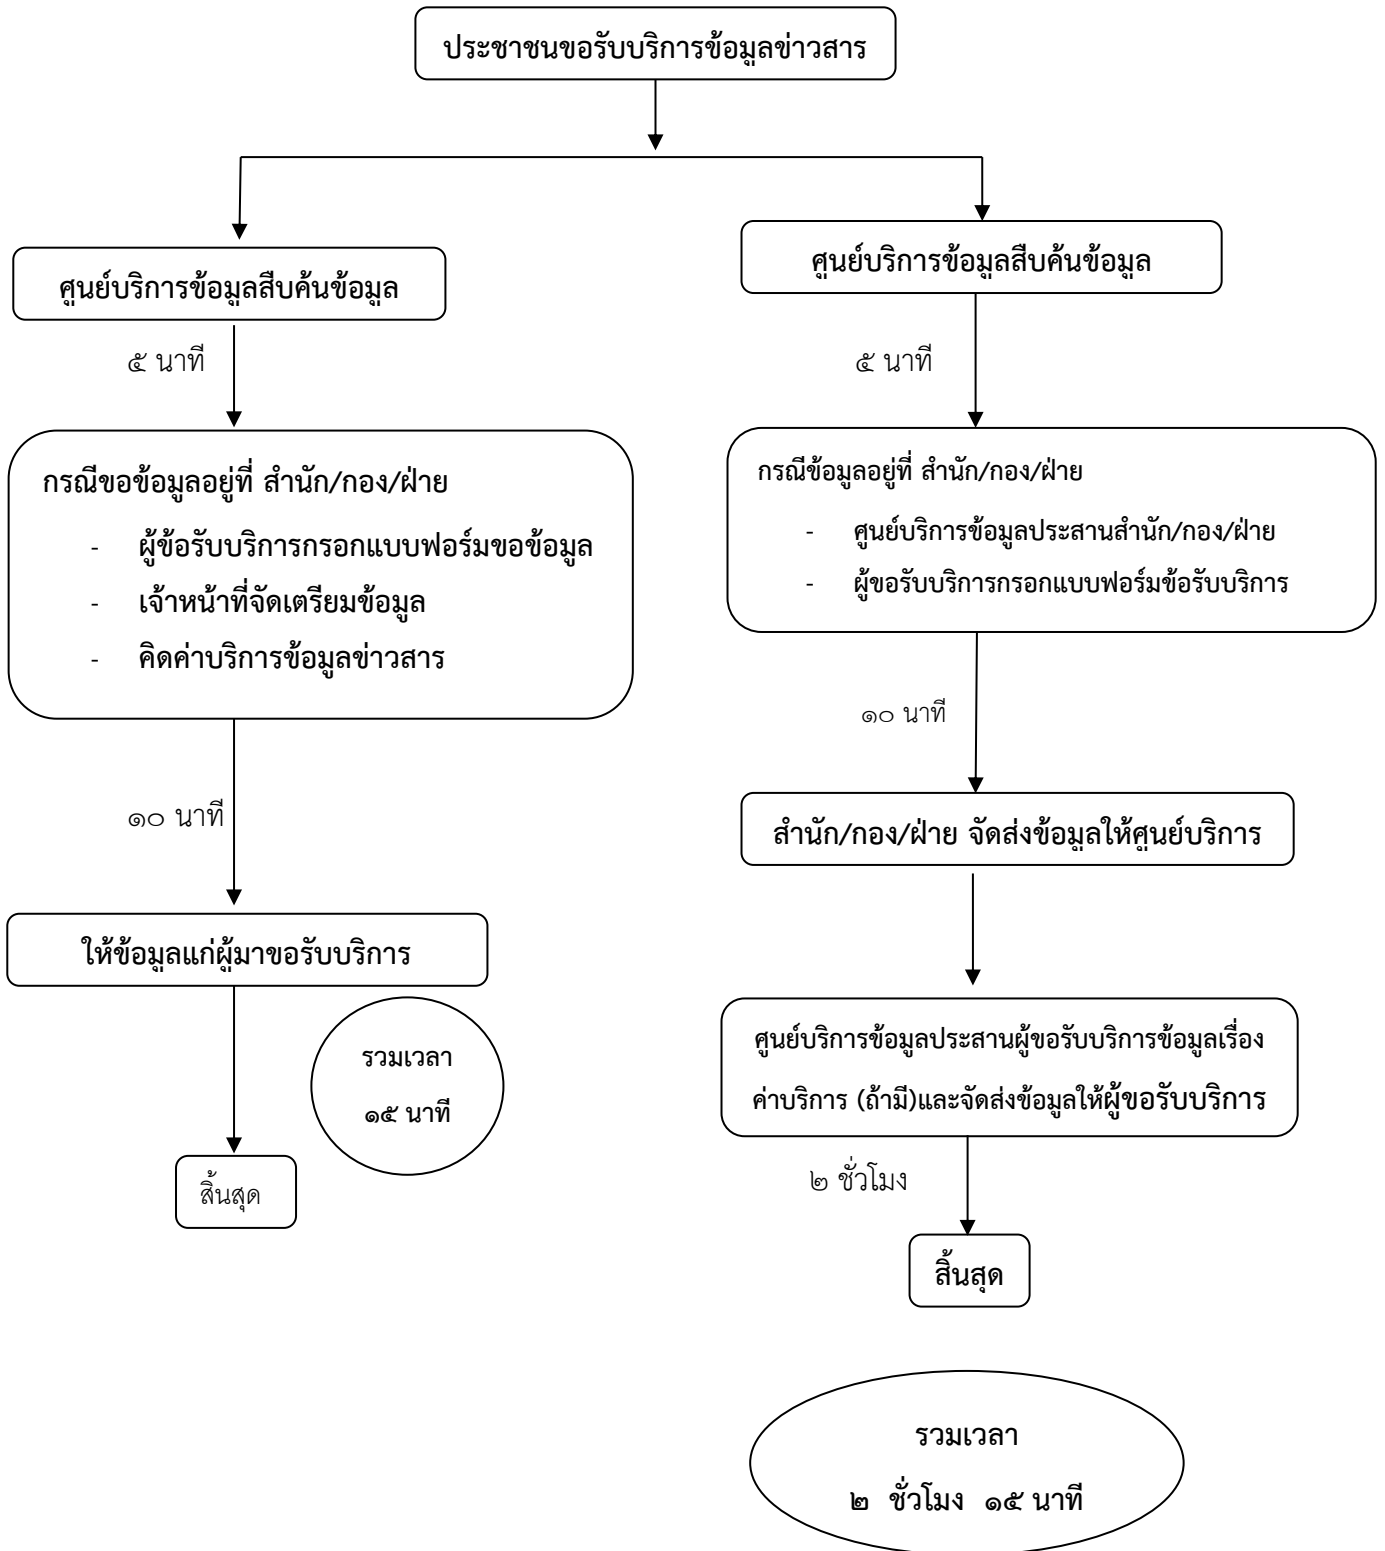 ประชาชนขอรับบริการข้อมูลข่าวสาร
ศูนย์บริการข้อมูลสืบค้นข้อมูล
๕ นาที
กรณีขอข้อมูลอยู่ที่ สำนัก/กอง/ฝ่าย
- ผู้ข้อรับบริการกรอกแบบฟอร์มขอข้อมูล
- เจ้าหน้าที่จัดเตรียมข้อมูล
- คิดค่าบริการข้อมูลข่าวสาร
๑๐ นาที
ให้ข้อมูลแก่ผู้มาขอรับบริการ
รวมเวลา
๑๕ นาที
สิ้นสุด
ศูนย์บริการข้อมูลสืบค้นข้อมูล
๕ นาที
กรณีข้อมูลอยู่ที่ สำนัก/กอง/ฝ่าย
- ศูนย์บริการข้อมูลประสานสำนัก/กอง/ฝ่าย
- ผู้ขอรับบริการกรอกแบบฟอร์มข้อรับบริการ
๑๐ นาที
สำนัก/กอง/ฝ่าย จัดส่งข้อมูลให้ศูนย์บริการ
ศูนย์บริการข้อมูลประสานผู้ขอรับบริการข้อมูลเรื่อง
ค่าบริการ (ถ้ามี)และจัดส่งข้อมูลให้ผู้ขอรับบริการ
๒ ชั่วโมง
สิ้นสุด
รวมเวลา
๒ ชั่วโมง ๑๕ นาที